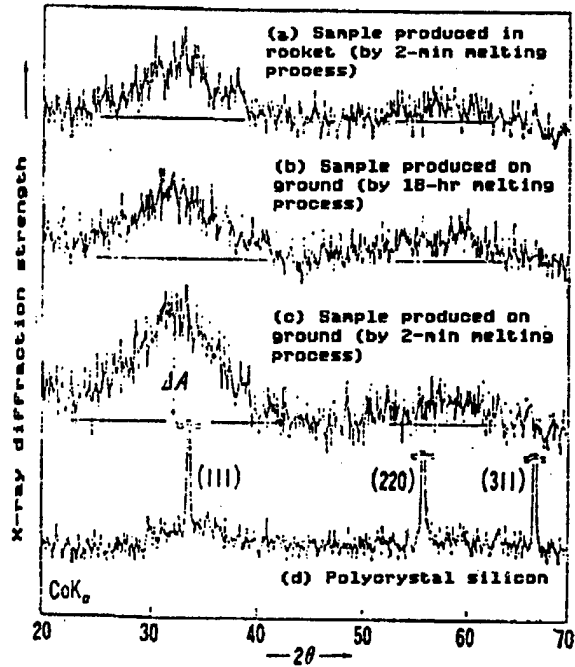 (a) Sample produced in
rocket (by 2-min melting
process)
(b) Sample produced on
ground (by 18-hr melting
process)
(c) Sample produced on
ground (by 2-min melting
process)
ΔA
(111)
(220)
(311)
(d) Polycrystal silicon
CoKα
X-ray diffraction strength
20 30 40 50 60 70
2θ